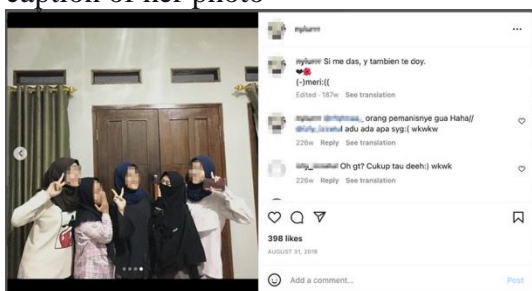 caption of her photo
Si me das, y tambien te doy.
(-)meri:((
Edited · 187w See translation
orang pemanisnye gua Haha//
adu ada apa syg:( wkwkw
226w Reply See translation
Oh gt? Cukup tau deeh:) wkwk
226w Reply See translation
398 likes
AUGUST 31, 2018
Add a comment... Post